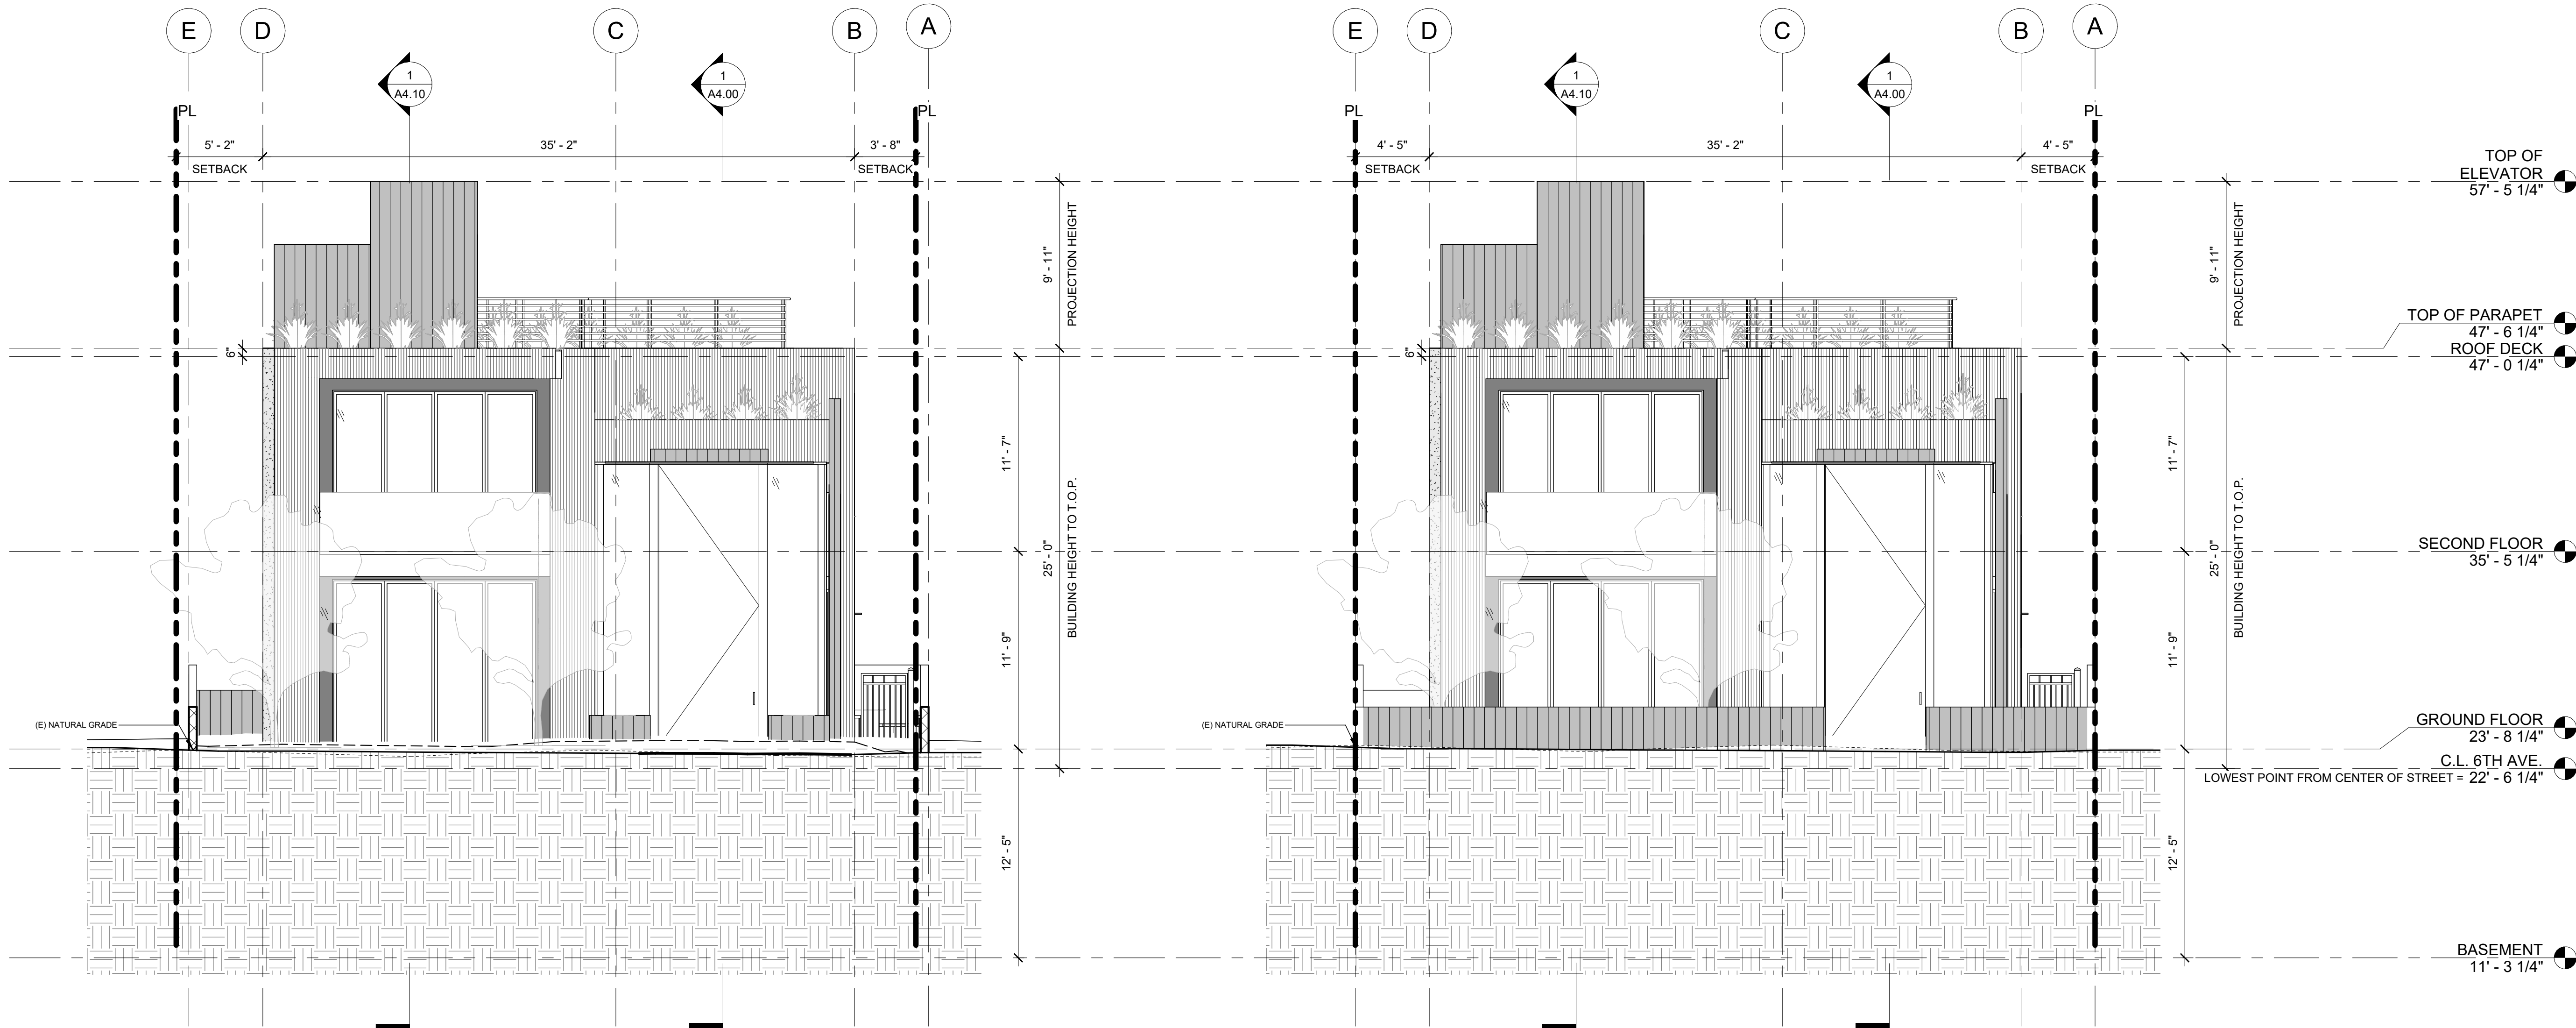 E D C B A
1
A4.10
1
A4.00
PL PL
5' - 2" 35' - 2" 3' - 8"
SETBACK SETBACK
9' - 11"
PROJECTION HEIGHT
6"
11' - 7"
25' - 0"
BUILDING HEIGHT TO T.O.P.
11' - 9"
(E) NATURAL GRADE
12' - 5"
E D C B A
1
A4.10
1
A4.00
PL PL
4' - 5" 35' - 2" 4' - 5"
SETBACK SETBACK
9' - 11"
PROJECTION HEIGHT
6"
11' - 7"
25' - 0"
BUILDING HEIGHT TO T.O.P.
11' - 9"
(E) NATURAL GRADE
12' - 5"
TOP OF
ELEVATOR
57' - 5 1/4"
TOP OF PARAPET
47' - 6 1/4"
ROOF DECK
47' - 0 1/4"
SECOND FLOOR
35' - 5 1/4"
GROUND FLOOR
23' - 8 1/4"
C.L. 6TH AVE.
LOWEST POINT FROM CENTER OF STREET = 22' - 6 1/4"
BASEMENT
11' - 3 1/4"